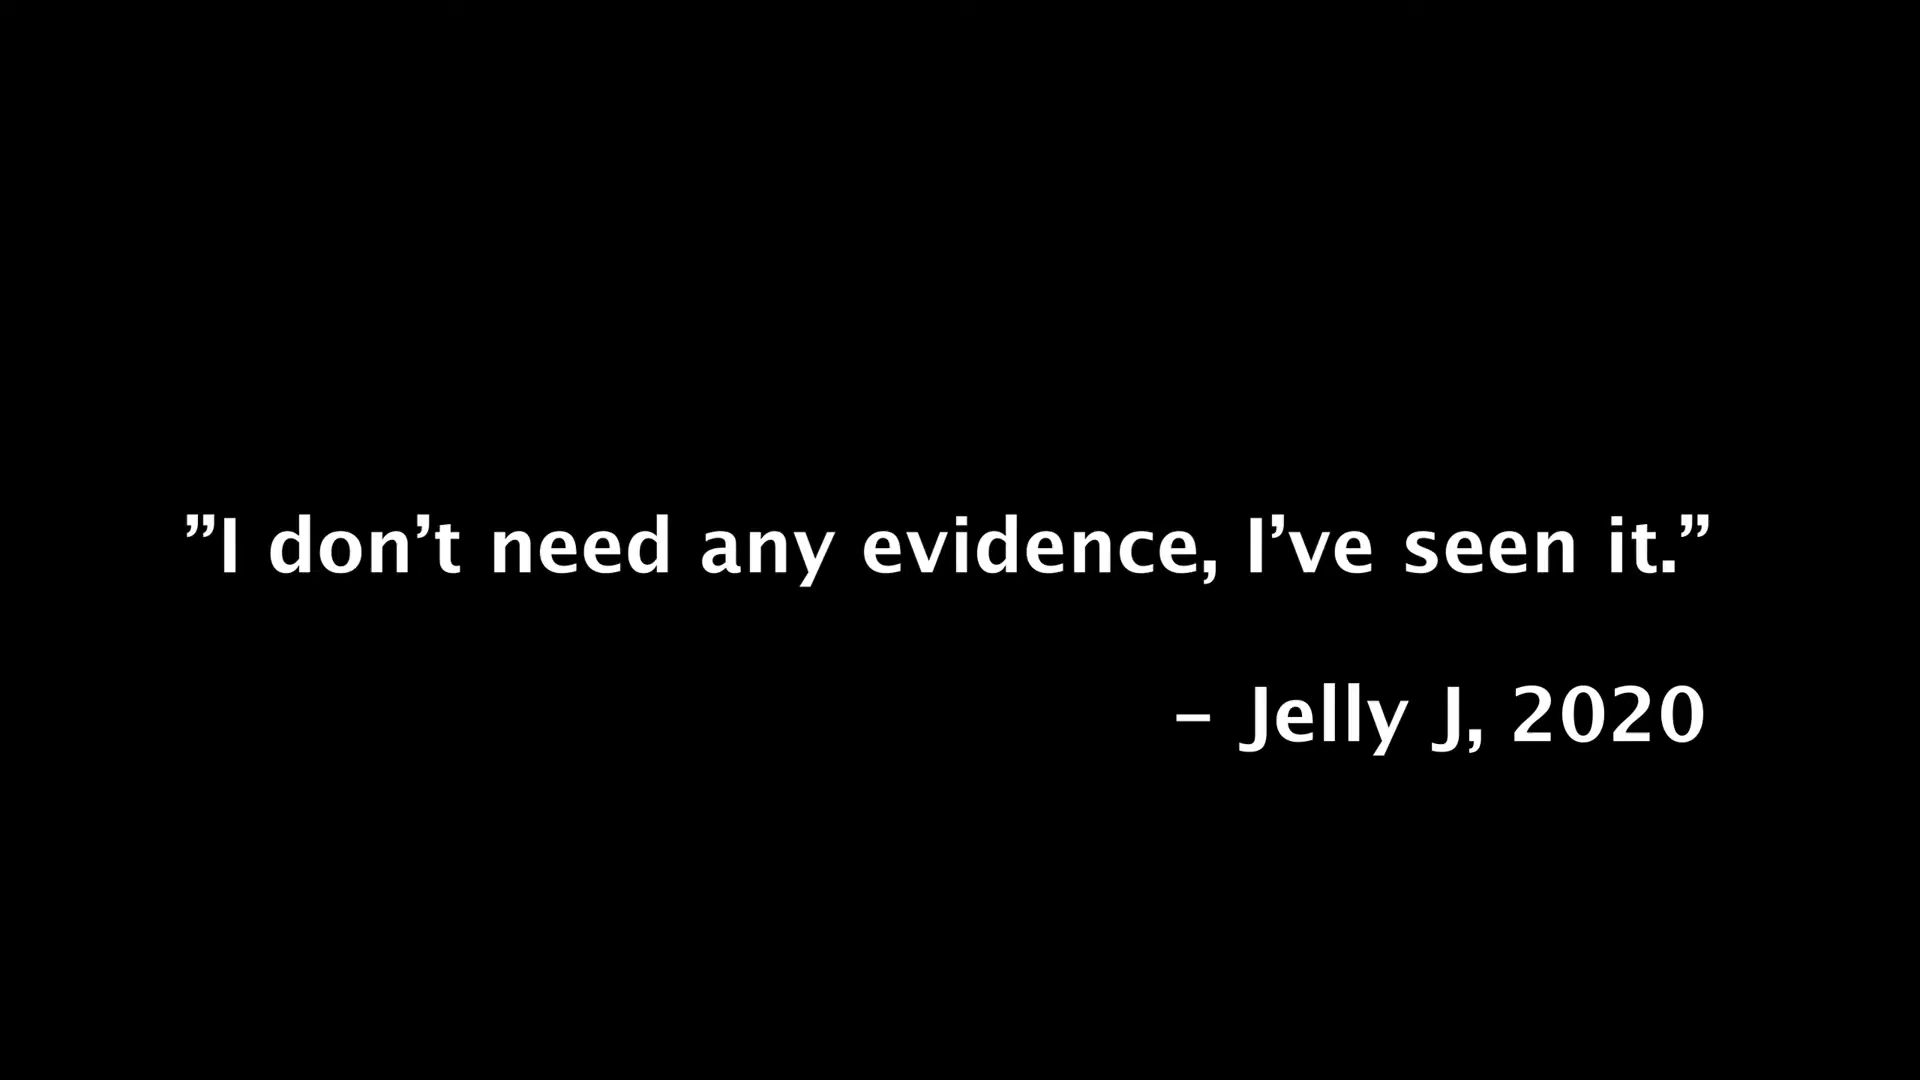 ”I don’t need any evidence, I’ve seen it.”
– Jelly J, 2020